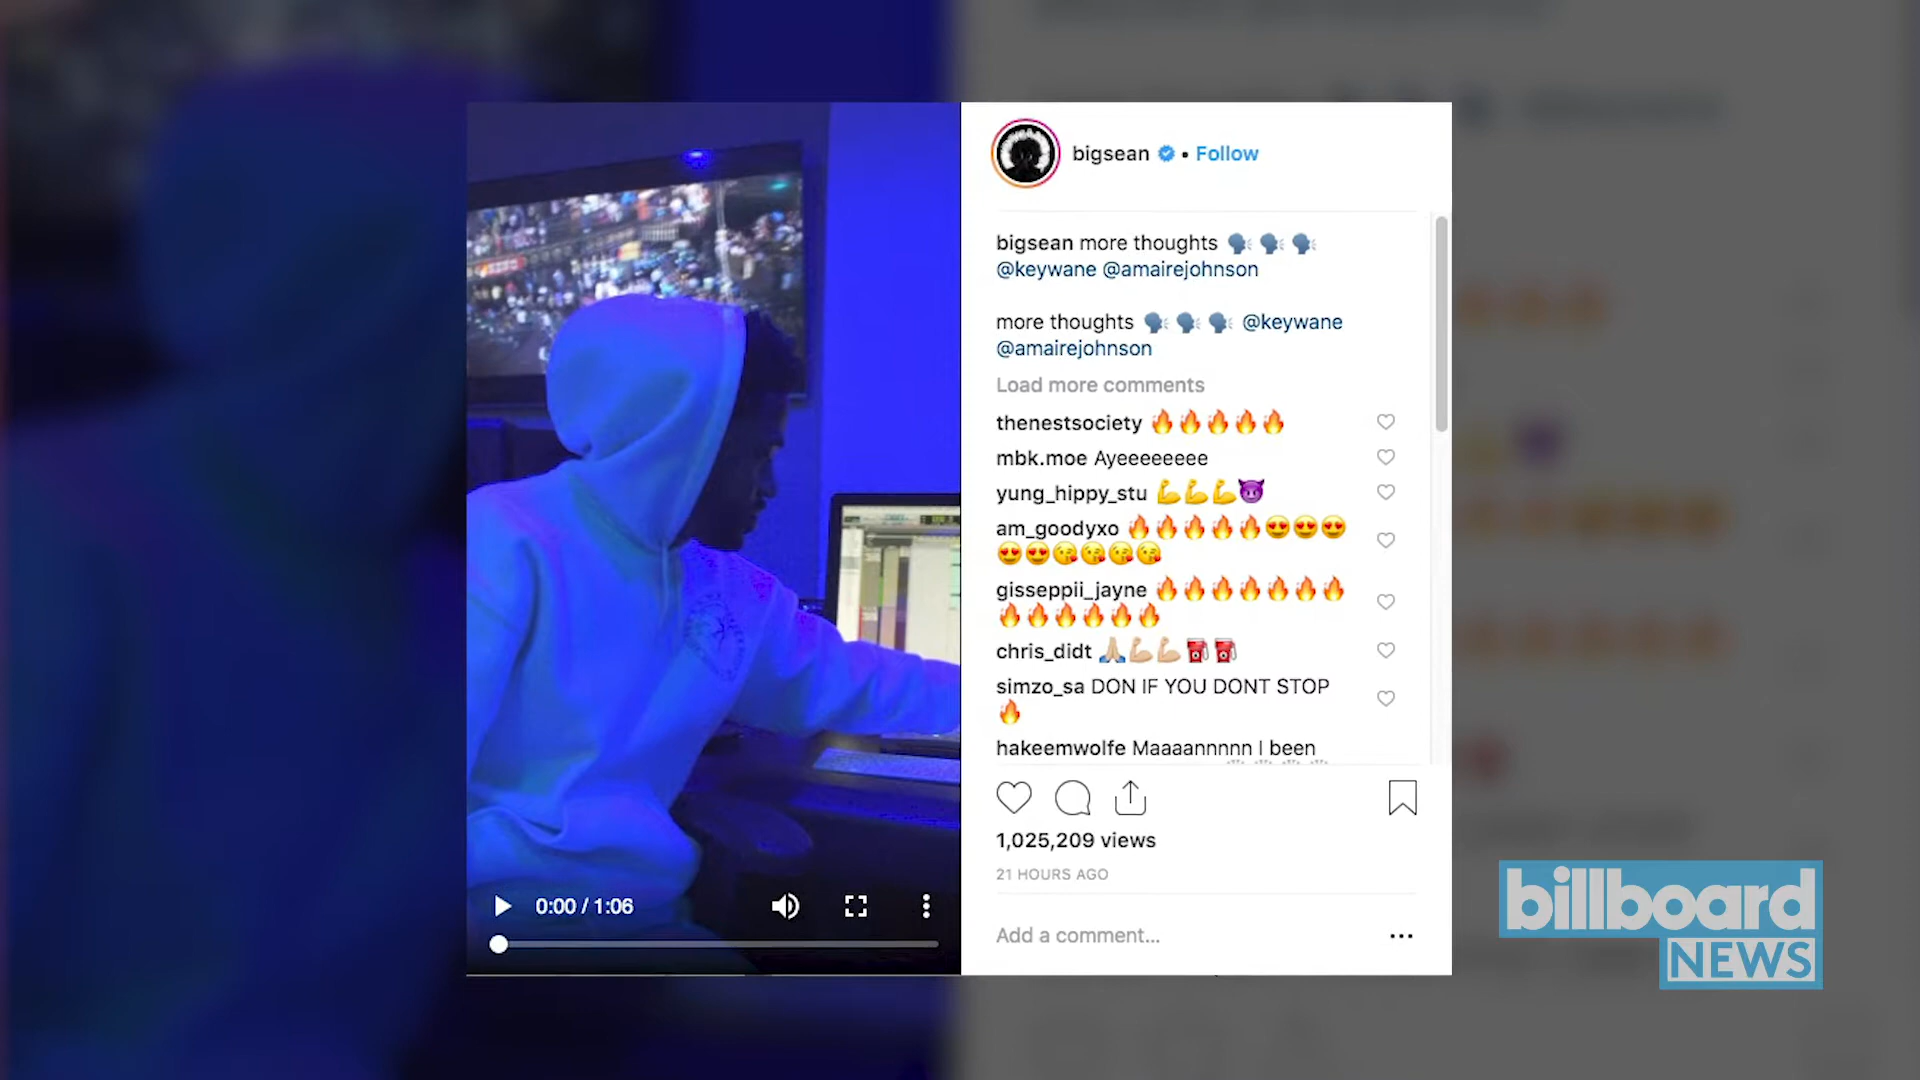 bigsean • Follow
bigsean more thoughts 🗣 🗣 🗣
@keywane @amairejohnson
more thoughts 🗣 🗣 🗣 @keywane
@amairejohnson
Load more comments
thenestsociety 🔥🔥🔥🔥🔥
mbk.moe Ayeeeeeeee
yung_hippy_stu 💪💪💪😈
am_goodyxo 🔥🔥🔥🔥🔥😍😍😍
😍😍😘😘😘😘
gisseppii_jayne 🔥🔥🔥🔥🔥🔥🔥
🔥🔥🔥🔥🔥🔥
chris_didt 🙏🏼💪🏼💪🏼⛽⛽
simzo_sa DON IF YOU DONT STOP
🔥
hakeemwolfe Maaaannnnn I been
1,025,209 views
21 HOURS AGO
Add a comment...
0:00 / 1:06
billboard
NEWS